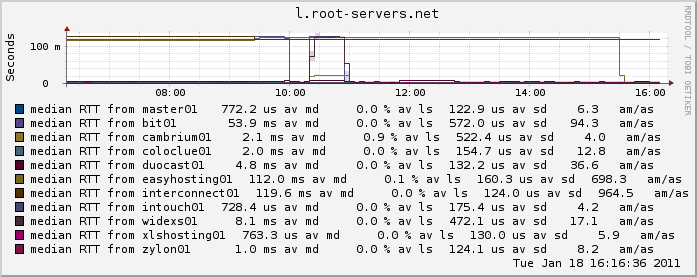 l.root-servers.net
RRDTOOL / TOBI OETIKER
Seconds
100 m
0
08:00 10:00 12:00 14:00 16:00
median RTT from master01 772.2 us av md 0.0 % av ls 122.9 us av sd 6.3 am/as
median RTT from bit01 53.9 ms av md 0.0 % av ls 572.0 us av sd 94.3 am/as
median RTT from cambrium01 2.1 ms av md 0.9 % av ls 522.4 us av sd 4.0 am/as
median RTT from coloclue01 2.0 ms av md 0.0 % av ls 154.7 us av sd 12.8 am/as
median RTT from duocast01 4.8 ms av md 0.0 % av ls 132.2 us av sd 36.6 am/as
median RTT from easyhosting01 112.0 ms av md 0.1 % av ls 160.3 us av sd 698.3 am/as
median RTT from interconnect01 119.6 ms av md 0.0 % av ls 124.0 us av sd 964.5 am/as
median RTT from intouch01 728.4 us av md 0.0 % av ls 175.4 us av sd 4.2 am/as
median RTT from widexs01 8.1 ms av md 0.0 % av ls 472.1 us av sd 17.1 am/as
median RTT from xlshosting01 763.3 us av md 0.0 % av ls 130.0 us av sd 5.9 am/as
median RTT from zylon01 1.0 ms av md 0.0 % av ls 124.1 us av sd 8.2 am/as
Tue Jan 18 16:16:36 2011